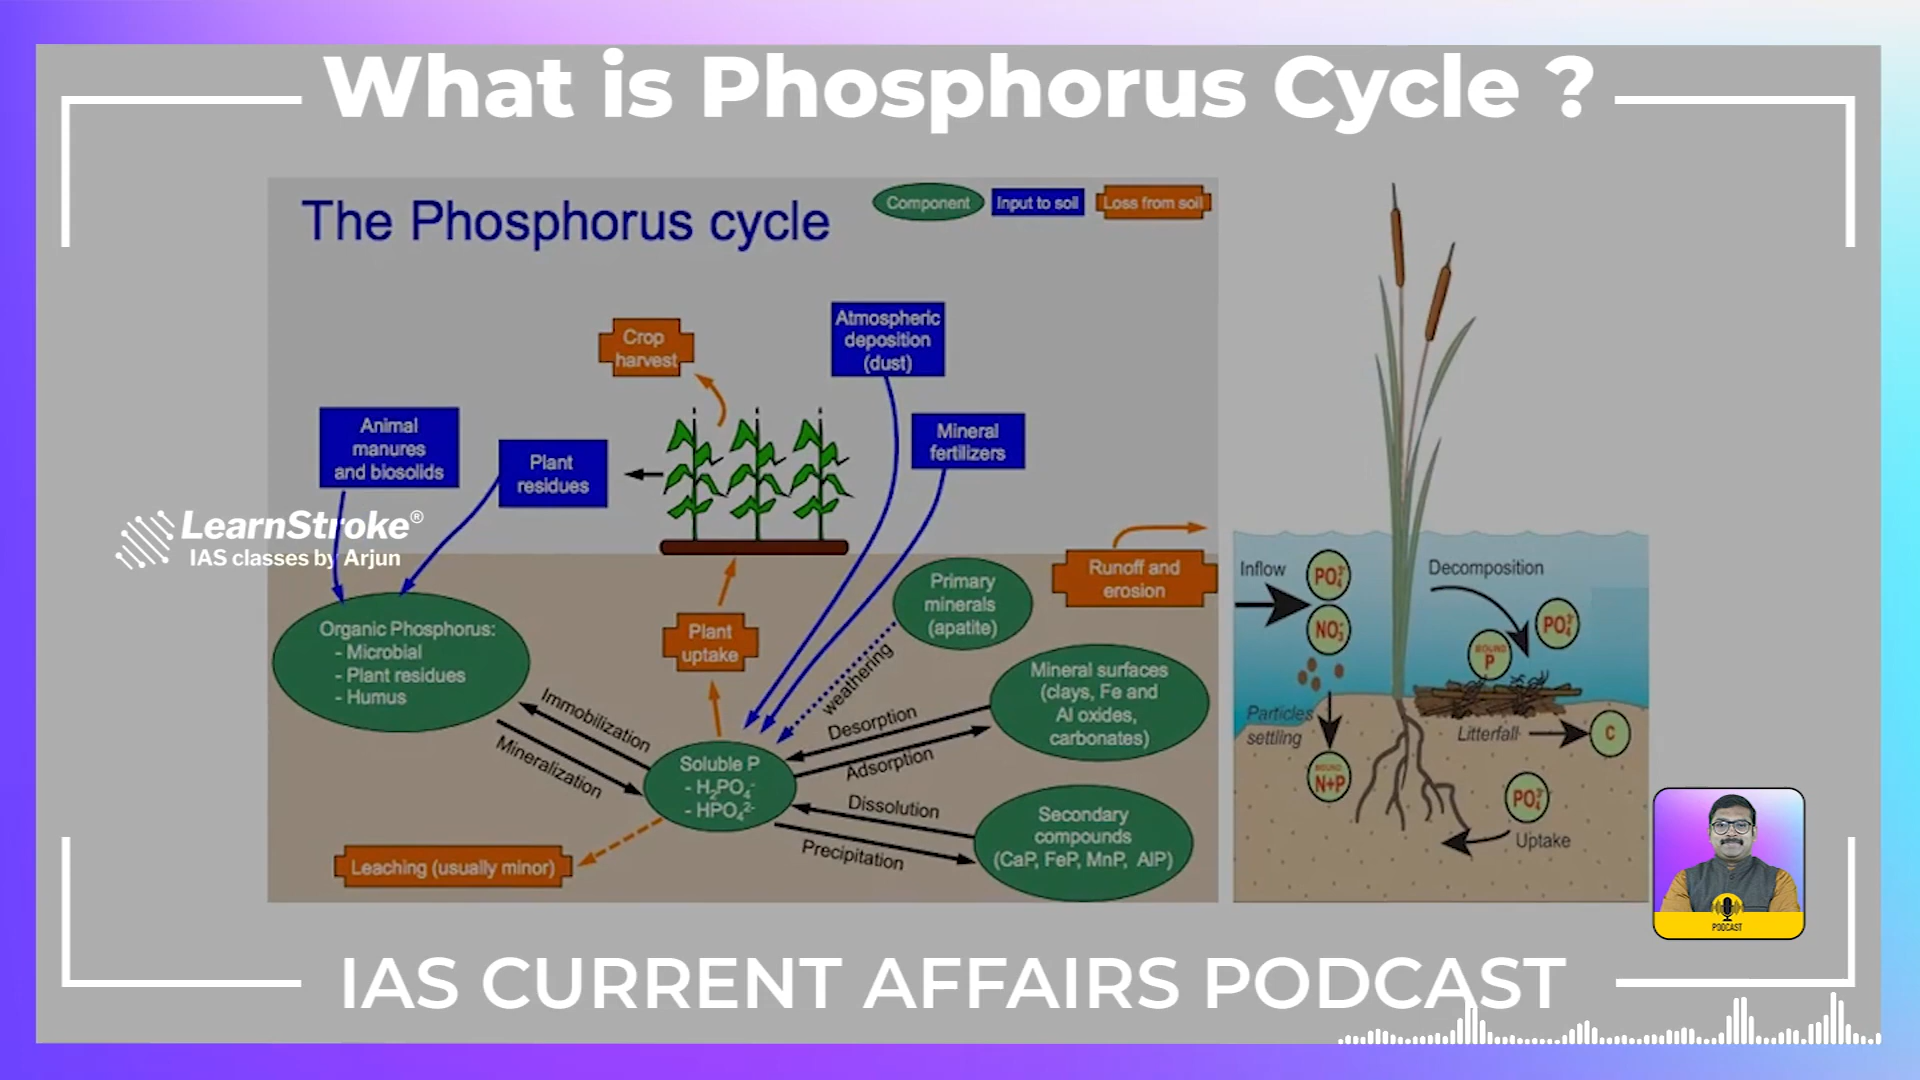 What is Phosphorus Cycle ?
The Phosphorus cycle
Component
Input to soil
Loss from soil
Crop
harvest
Atmospheric
deposition
(dust)
Animal
manures
and biosolids
Plant
residues
Mineral
fertilizers
LearnStroke®
IAS classes by Arjun
Runoff and
erosion
Primary
minerals
(apatite)
Plant
uptake
Organic Phosphorus:
- Microbial
- Plant residues
- Humus
weathering
Immobilization
Mineralization
Desorption
Adsorption
Mineral surfaces
(clays, Fe and
Al oxides,
carbonates)
Soluble P
- H₂PO₄⁻
- HPO₄²⁻
Dissolution
Precipitation
Secondary
compounds
(CaP, FeP, MnP, AlP)
Leaching (usually minor)
Inflow
PO₄³⁻
NO₃⁻
Decomposition
PO₄³⁻
BOUND
P
Particles
settling
Litterfall
C
BOUND
N+P
PO₄³⁻
Uptake
PODCAST
IAS CURRENT AFFAIRS PODCAST